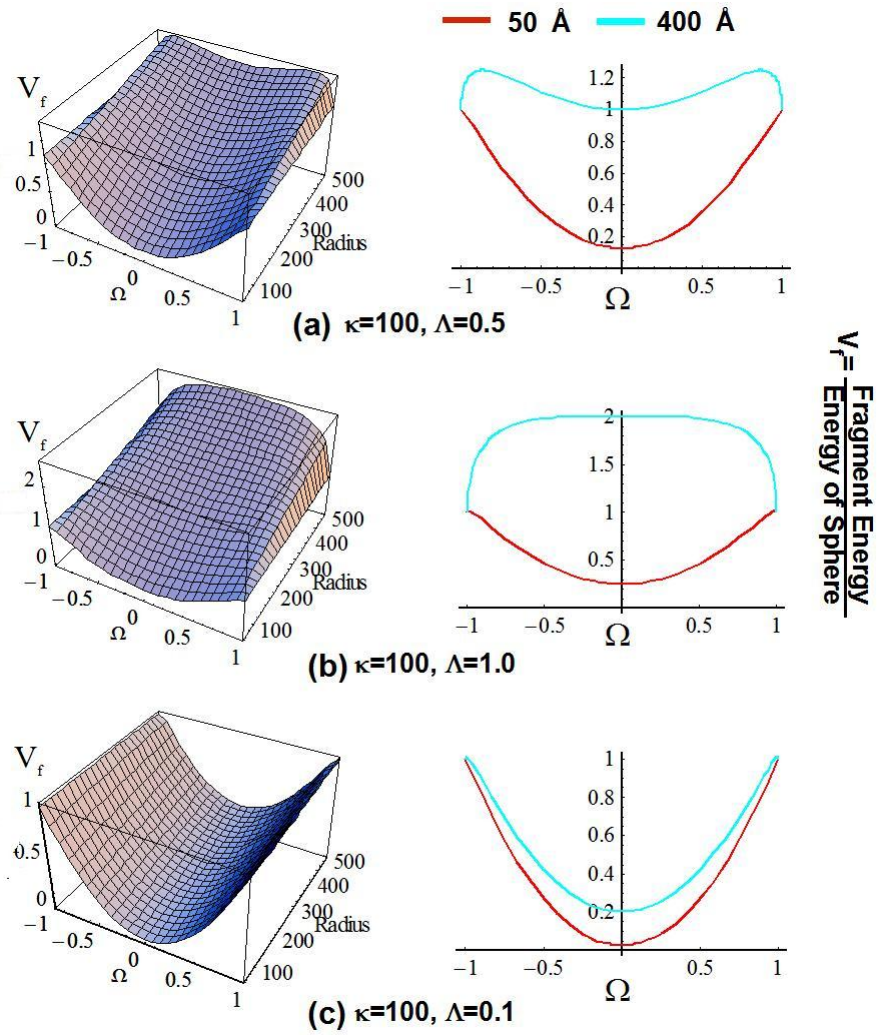 50 Å 400 Å
V_f
1
0.5
0
−1
−0.5
0
0.5
1
Ω
100
200
300
400
500
Radius
1.2
1
0.8
0.6
0.4
0.2
−1 −0.5 0.5 1
Ω
(a) κ=100, Λ=0.5
V_f
2
1
0
−1
−0.5
0
0.5
1
Ω
100
200
300
400
500
Radius
2
1.5
1
0.5
−1 −0.5 0.5 1
Ω
(b) κ=100, Λ=1.0
V_f= Fragment Energy
Energy of Sphere
V_f
1
0.5
0
−1
−0.5
0
0.5
1
Ω
100
200
300
400
500
Radius
1
0.8
0.6
0.4
0.2
−1 −0.5 0.5 1
Ω
(c) κ=100, Λ=0.1